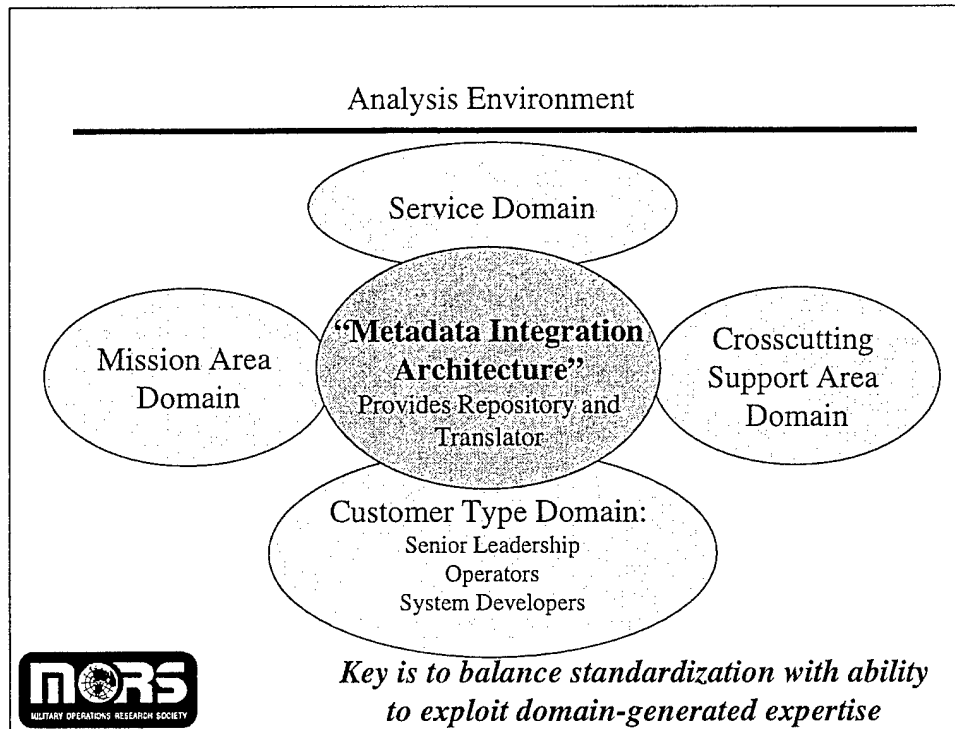 Analysis Environment
Service Domain
Mission Area
Domain
“Metadata Integration
Architecture”
Provides Repository and
Translator
Crosscutting
Support Area
Domain
Customer Type Domain:
Senior Leadership
Operators
System Developers
MORS
MILITARY OPERATIONS RESEARCH SOCIETY
Key is to balance standardization with ability
to exploit domain-generated expertise